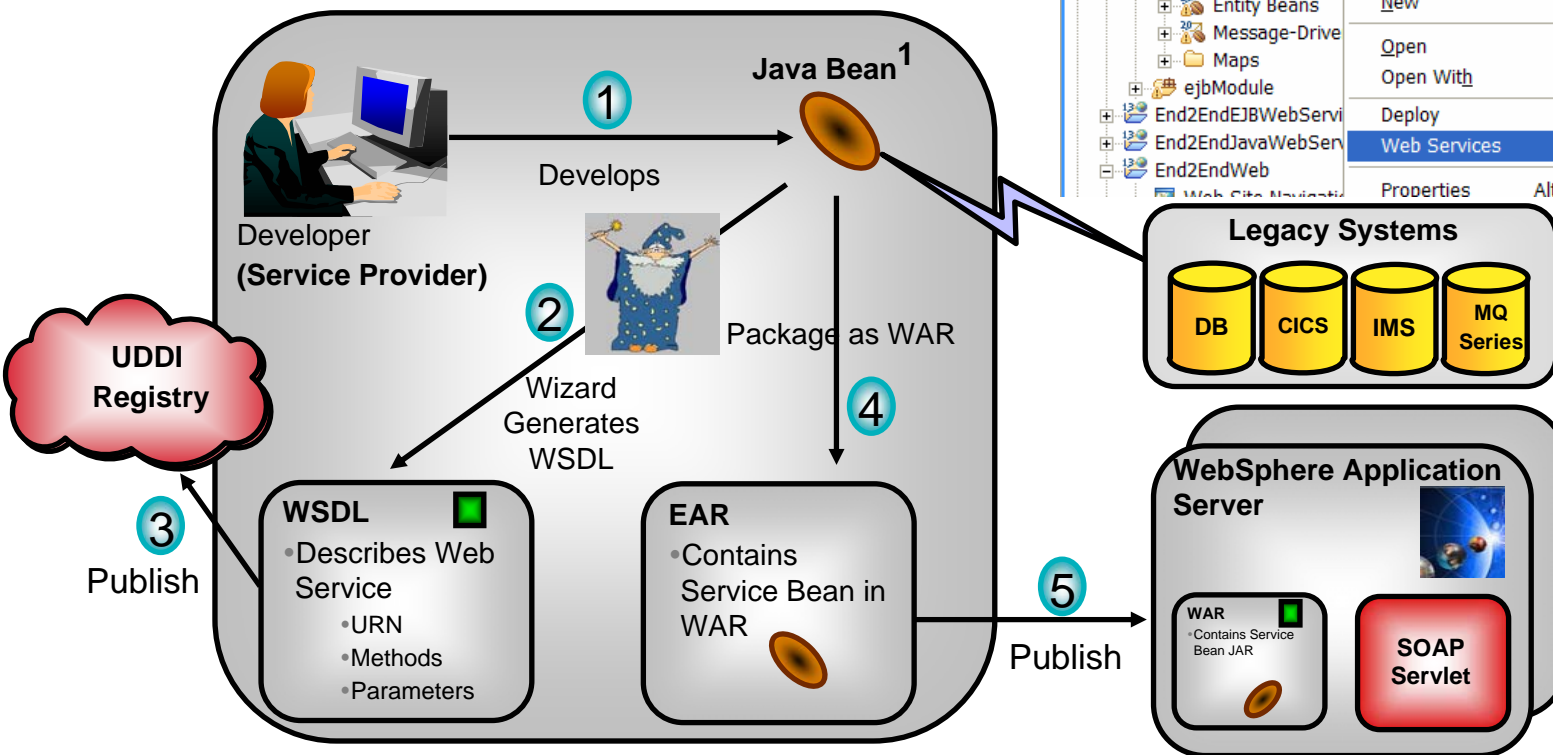 Entity Beans
Message-Drive
Maps
ejbModule
End2EndEJBWebServi
End2EndJavaWebServ
End2EndWeb
New
Open
Open With
Deploy
Web Services
Properties Alt
Java Bean1
1
Develops
Developer
(Service Provider)
2
Package as WAR
Wizard
Generates
WSDL
4
UDDI
Registry
3
Publish
WSDL
•Describes Web
Service
•URN
•Methods
•Parameters
EAR
•Contains
Service Bean in
WAR
5
Publish
Legacy Systems
DB
CICS
IMS
MQ
Series
WebSphere Application
Server
WAR
•Contains Service
Bean JAR
SOAP
Servlet